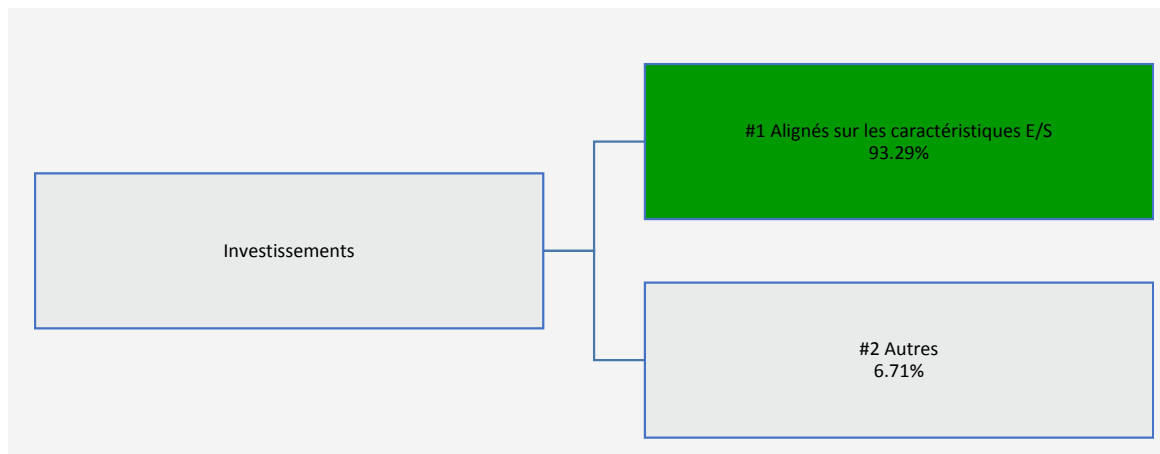 #1 Alignés sur les caractéristiques E/S
93.29%
Investissements
#2 Autres
6.71%